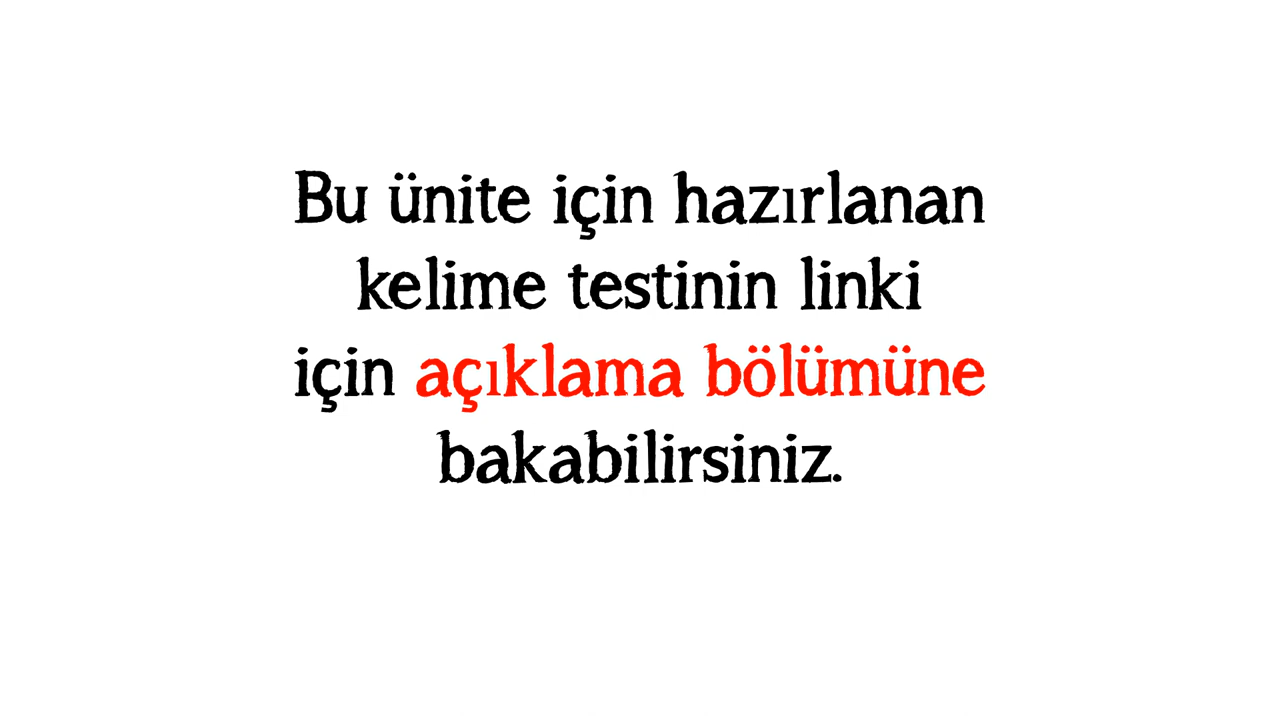 Bu ünite için hazırlanan
kelime testinin linki
için açıklama bölümüne
bakabilirsiniz.